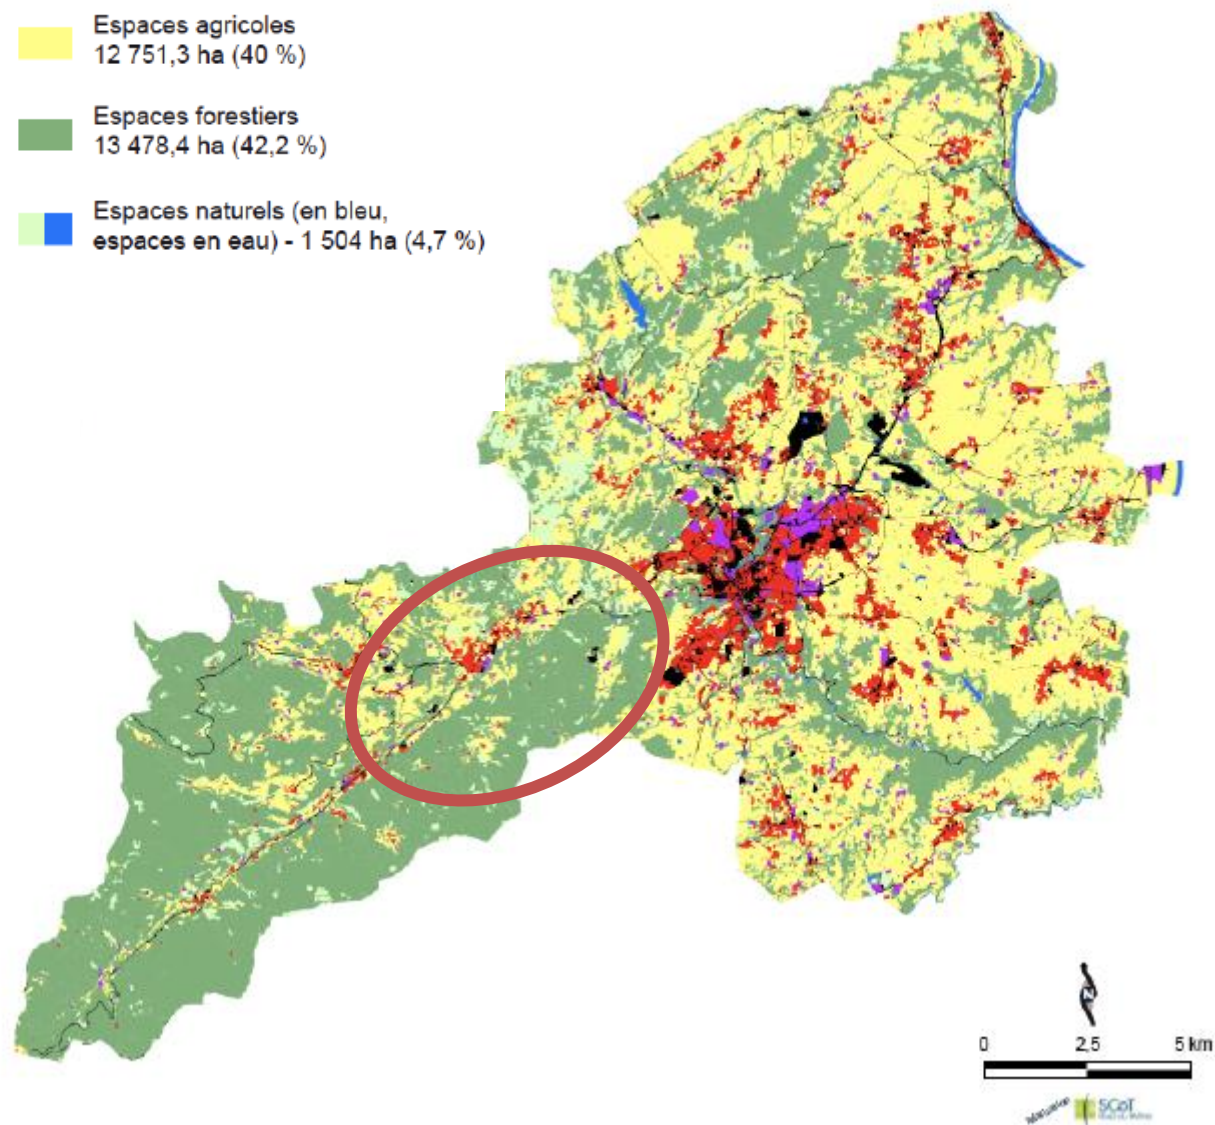 Espaces agricoles
12 751,3 ha (40 %)
Espaces forestiers
13 478,4 ha (42,2 %)
Espaces naturels (en bleu,
espaces en eau) - 1 504 ha (4,7 %)
N
0 2,5 5 km
SCoT